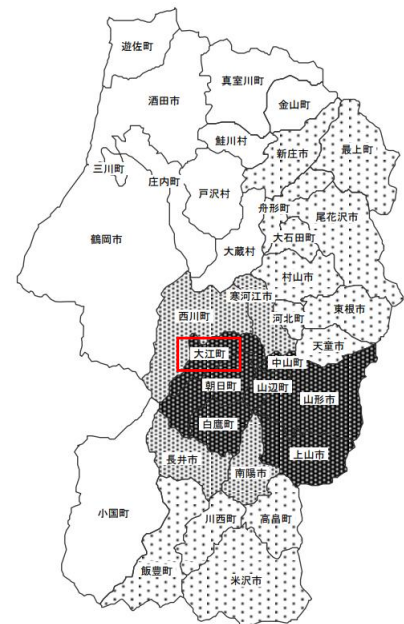 遊佐町
真室川町
酒田市
金山町
鮭川村
新庄市
最上町
三川町
庄内町
戸沢村
舟形町
尾花沢市
大石田町
鶴岡市
大蔵村
村山市
寒河江市
東根市
西川町
河北町
天童市
大江町
中山町
朝日町
山辺町
山形市
白鷹町
上山市
長井市
南陽市
小国町
川西町
高畠町
飯豊町
米沢市